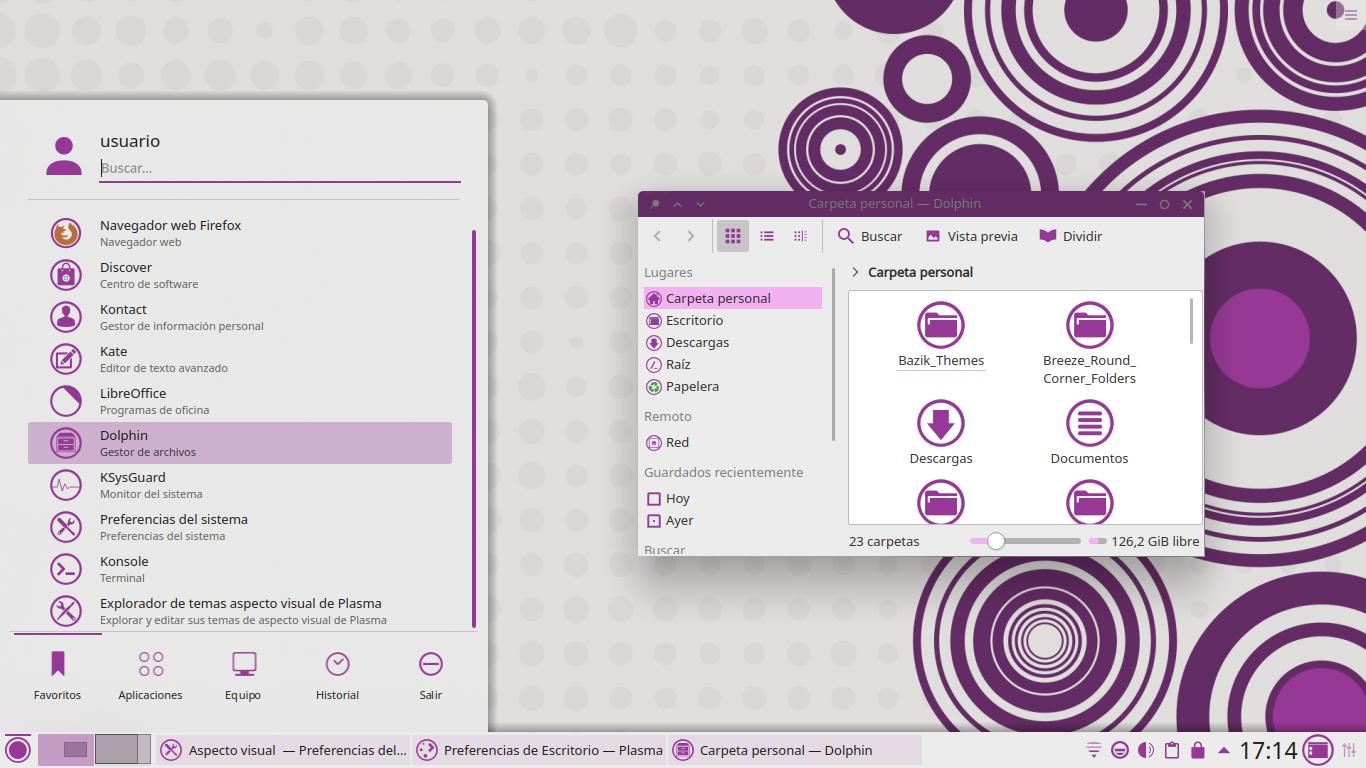 usuario
Buscar...
Navegador web Firefox
Navegador web
Discover
Centro de software
Kontact
Gestor de información personal
Kate
Editor de texto avanzado
LibreOffice
Programas de oficina
Dolphin
Gestor de archivos
KSysGuard
Monitor del sistema
Preferencias del sistema
Preferencias del sistema
Konsole
Terminal
Explorador de temas aspecto visual de Plasma
Explorar y editar sus temas de aspecto visual de Plasma
Favoritos
Aplicaciones
Equipo
Historial
Salir
Carpeta personal — Dolphin
Buscar
Vista previa
Dividir
Lugares
Carpeta personal
Escritorio
Descargas
Raíz
Papelera
Remoto
Red
Guardados recientemente
Hoy
Ayer
Buscar
Carpeta personal
Bazik_Themes
Breeze_Round_
Corner_Folders
Descargas
Documentos
23 carpetas
126,2 GiB libre
Aspecto visual — Preferencias del...
Preferencias de Escritorio — Plasma
Carpeta personal — Dolphin
17:14